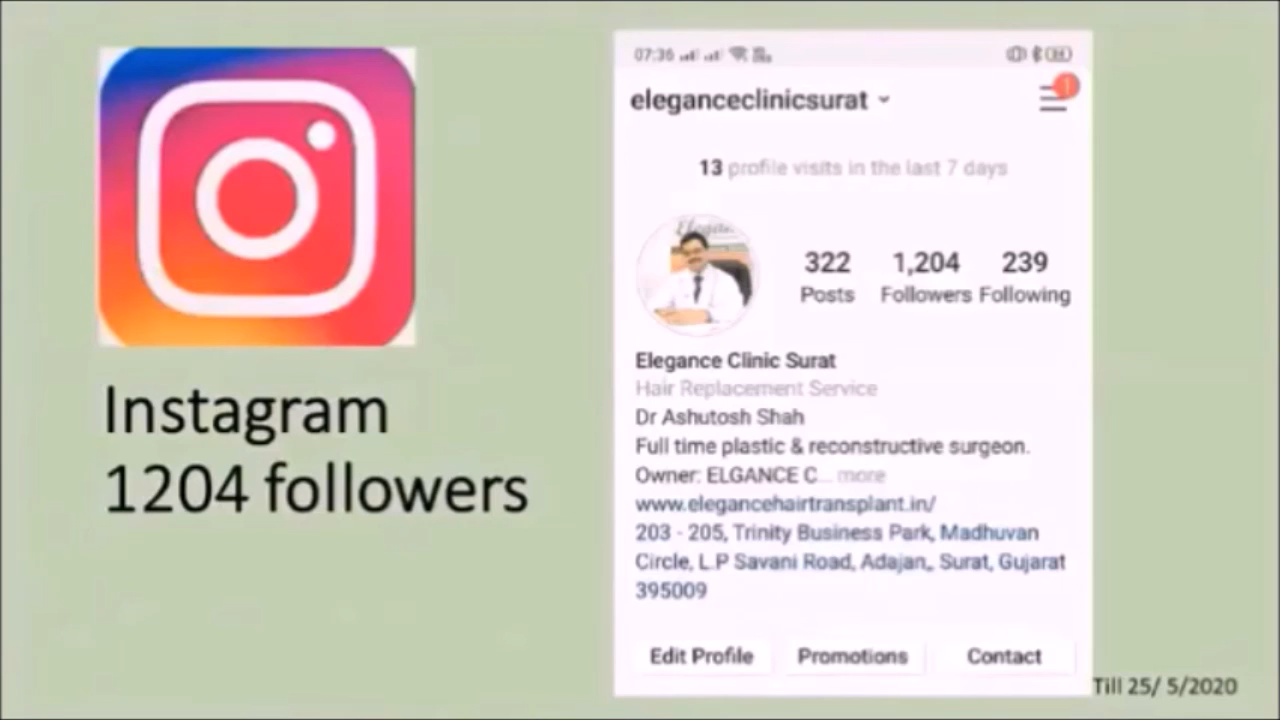 Instagram
1204 followers
07:36
eleganceclinicsurat
1
13 profile visits in the last 7 days
322 1,204 239
Posts Followers Following
Elegance Clinic Surat
Hair Replacement Service
Dr Ashutosh Shah
Full time plastic & reconstructive surgeon.
Owner: ELGANCE C... more
www.elegancehairtransplant.in/
203 - 205, Trinity Business Park, Madhuvan
Circle, L.P Savani Road, Adajan,, Surat, Gujarat
395009
Edit Profile Promotions Contact
Till 25/ 5/2020